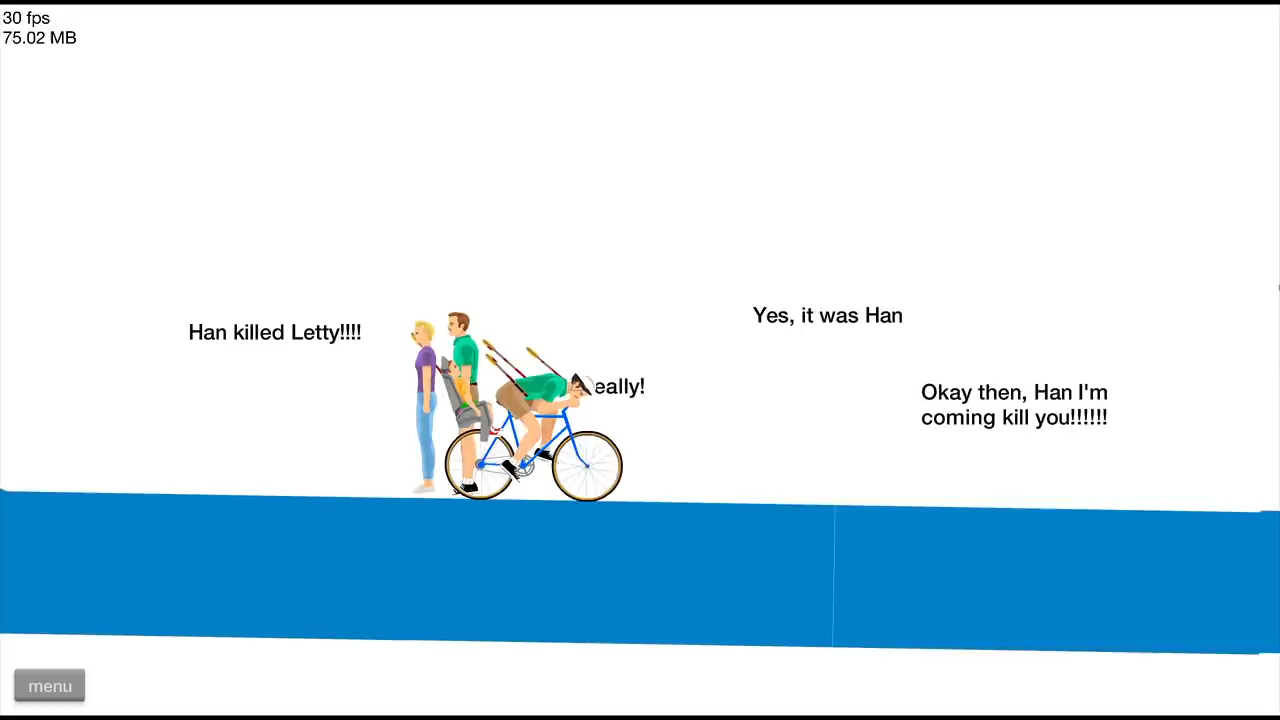 30 fps
75.02 MB
Han killed Letty!!!!
eally!
Yes, it was Han
Okay then, Han I'm
coming kill you!!!!!!
menu